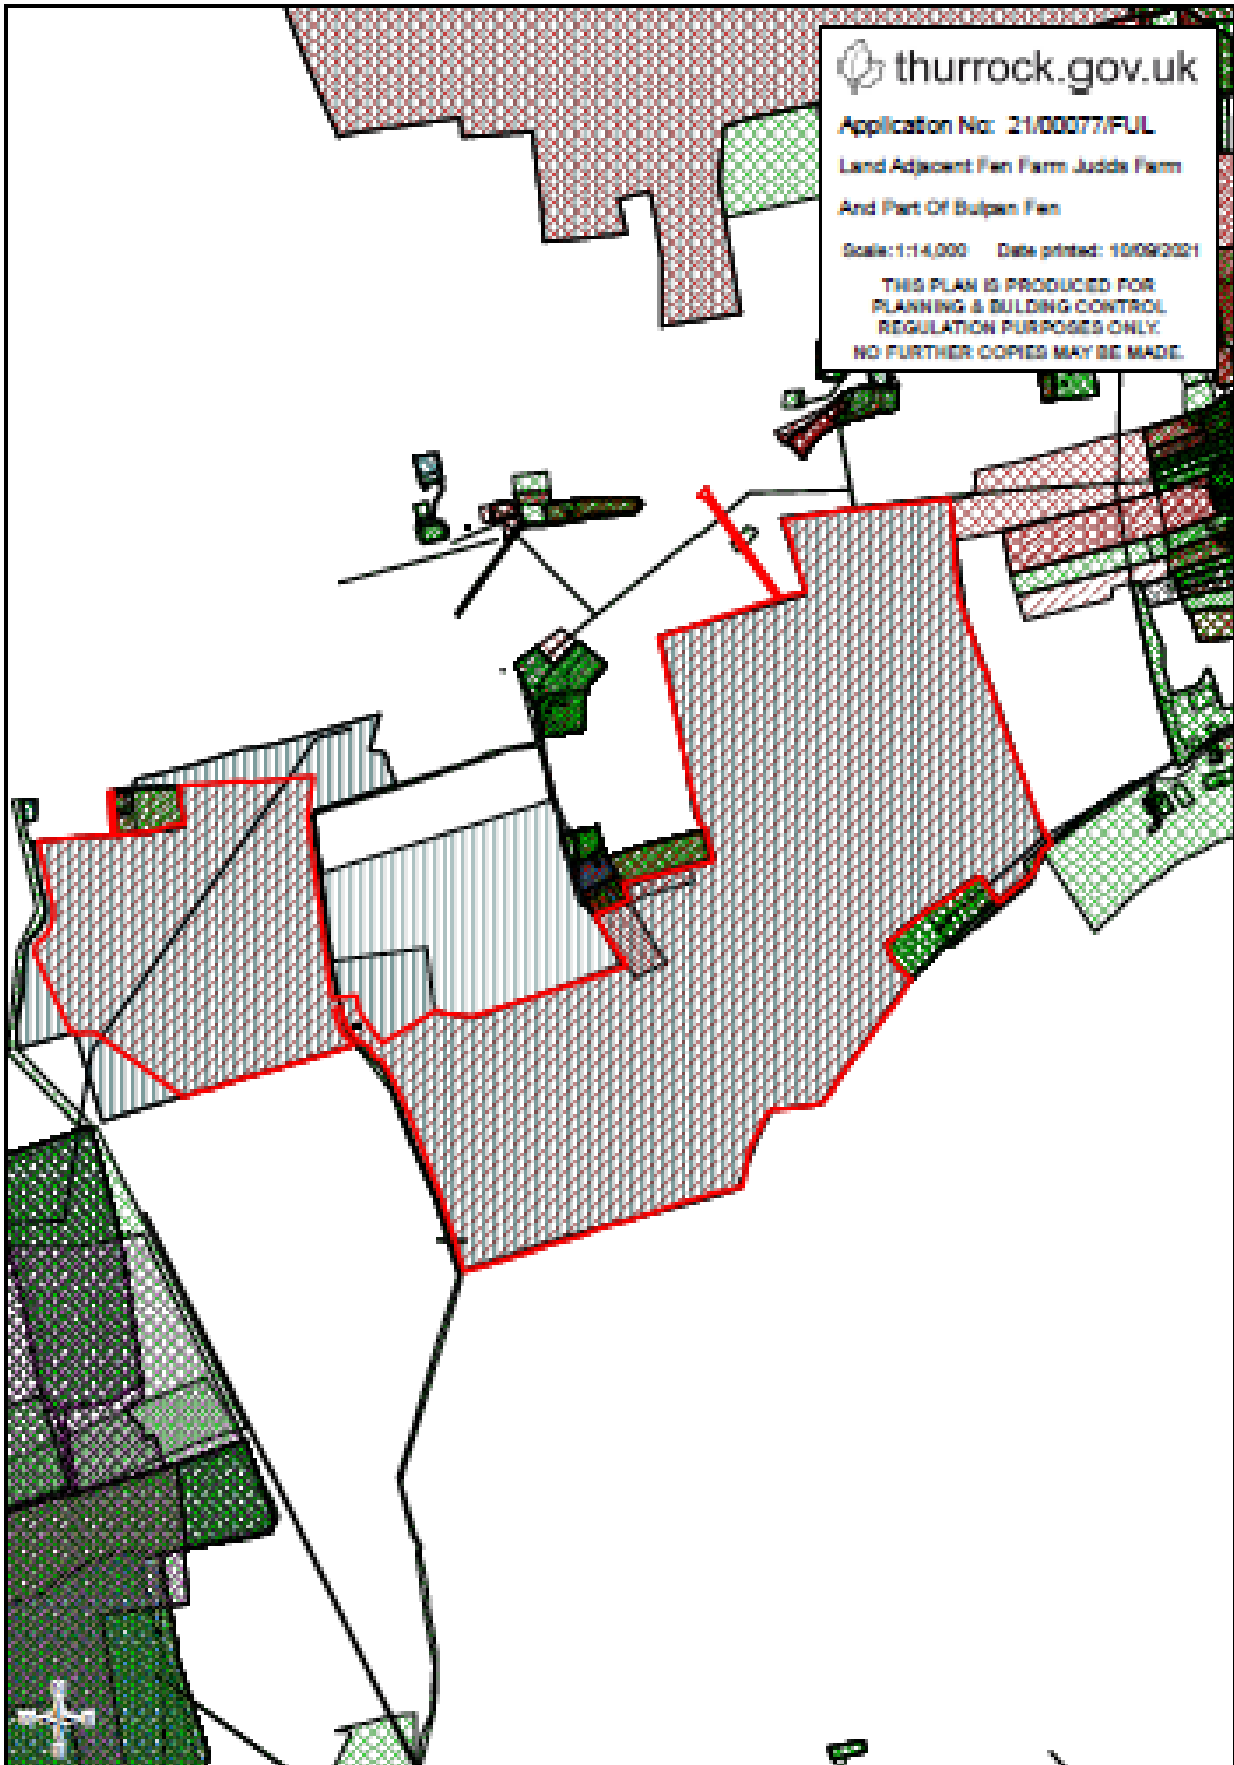 thurrock.gov.uk
Application No: 21/00077/FUL
Land Adjacent Fen Farm Judds Farm
And Part Of Bulpan Fen
Scale: 1:14,000 Date printed: 10/09/2021
THIS PLAN IS PRODUCED FOR
PLANNING & BULDING CONTROL
REGULATION PURPOSES ONLY.
NO FURTHER COPIES MAY BE MADE.